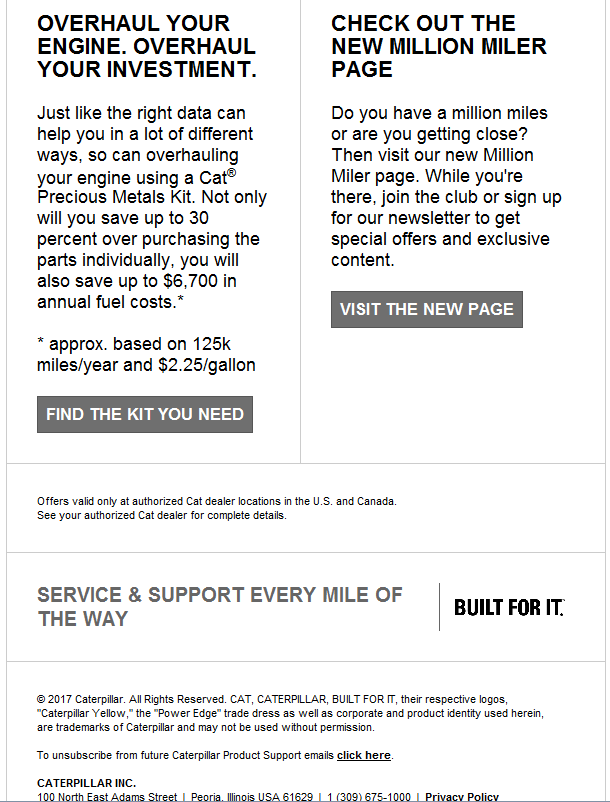 OVERHAUL YOUR
ENGINE. OVERHAUL
YOUR INVESTMENT.
Just like the right data can
help you in a lot of different
ways, so can overhauling
your engine using a Cat®
Precious Metals Kit. Not only
will you save up to 30
percent over purchasing the
parts individually, you will
also save up to $6,700 in
annual fuel costs.*
* approx. based on 125k
miles/year and $2.25/gallon
FIND THE KIT YOU NEED
CHECK OUT THE
NEW MILLION MILER
PAGE
Do you have a million miles
or are you getting close?
Then visit our new Million
Miler page. While you're
there, join the club or sign up
for our newsletter to get
special offers and exclusive
content.
VISIT THE NEW PAGE
Offers valid only at authorized Cat dealer locations in the U.S. and Canada.
See your authorized Cat dealer for complete details.
SERVICE & SUPPORT EVERY MILE OF
THE WAY
BUILT FOR IT.™
© 2017 Caterpillar. All Rights Reserved. CAT, CATERPILLAR, BUILT FOR IT, their respective logos,
"Caterpillar Yellow," the "Power Edge" trade dress as well as corporate and product identity used herein,
are trademarks of Caterpillar and may not be used without permission.
To unsubscribe from future Caterpillar Product Support emails click here.
CATERPILLAR INC.
100 North East Adams Street | Peoria, Illinois USA 61629 | 1 (309) 675-1000 | Privacy Policy